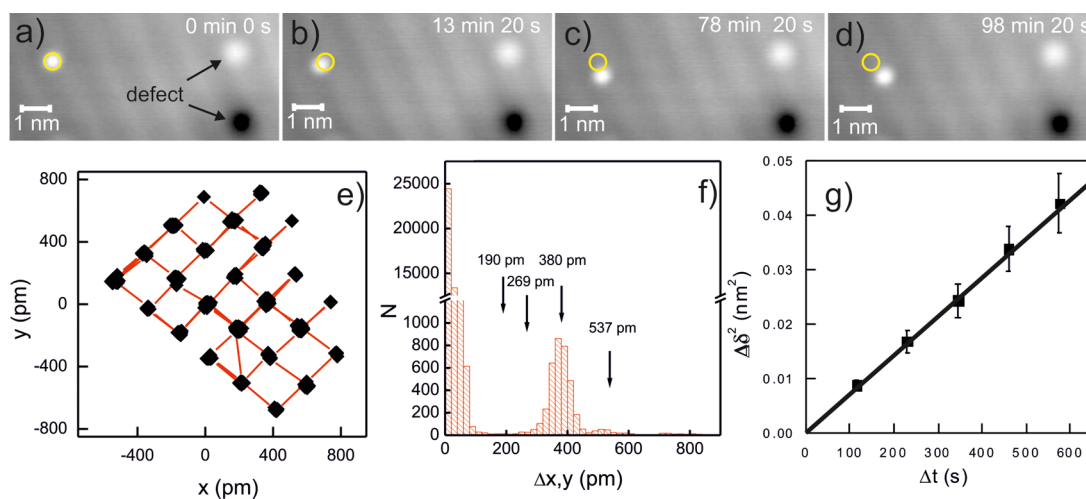 a)
0 min 0 s
defect
1 nm
b)
13 min 20 s
1 nm
c)
78 min 20 s
1 nm
d)
98 min 20 s
1 nm
e)
800
400
0
-400
-800
y (pm)
-400
0
400
800
x (pm)
f)
25000
20000
15000
1000
800
600
400
200
0
N
190 pm
269 pm
380 pm
537 pm
0
200
400
600
800
Δx,y (pm)
g)
0.05
0.04
0.03
0.02
0.01
0.00
Δδ² (nm²)
0
100
200
300
400
500
600
Δt (s)